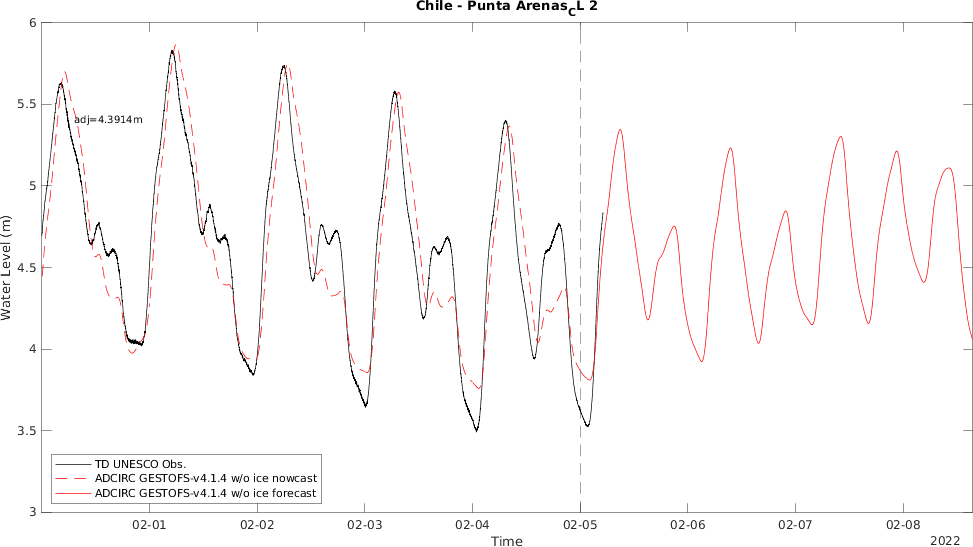 Chile - Punta Arenas_CL 2
6
5.5
adj=4.3914m
5
4.5
4
3.5
3
Water Level (m)
TD UNESCO Obs.
ADCIRC GESTOFS-v4.1.4 w/o ice nowcast
ADCIRC GESTOFS-v4.1.4 w/o ice forecast
02-01 02-02 02-03 02-04 02-05 02-06 02-07 02-08
Time
2022